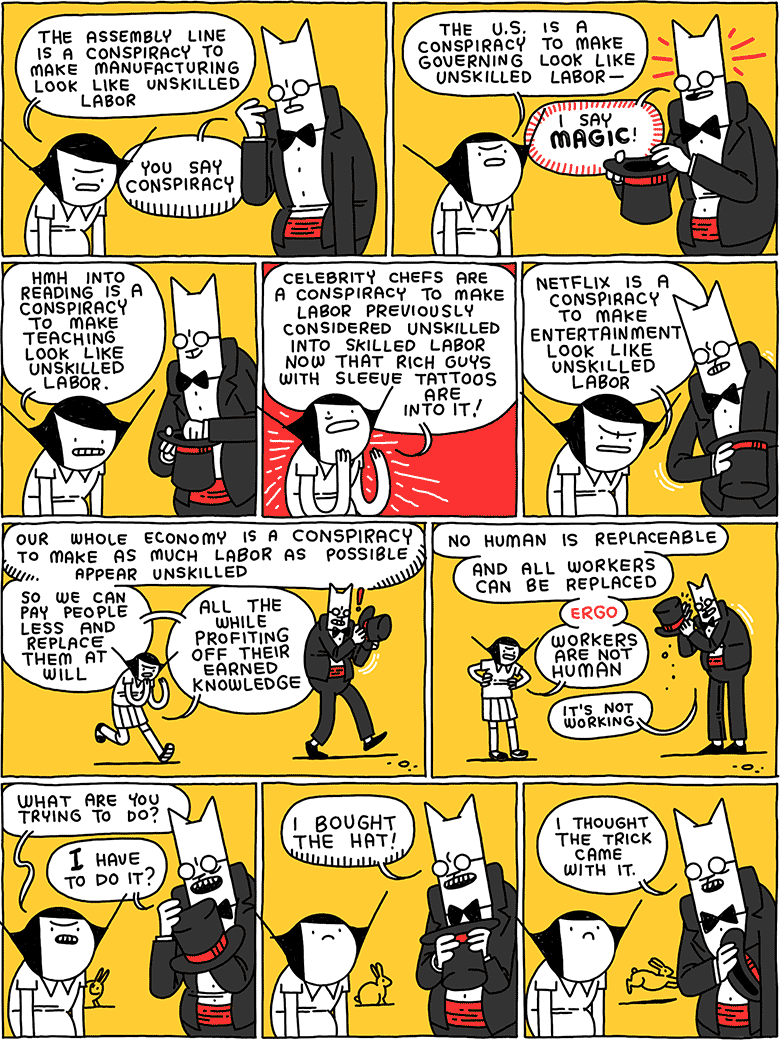 THE ASSEMBLY LINE
IS A CONSPIRACY TO
MAKE MANUFACTURING
LOOK LIKE UNSKILLED
LABOR
YOU SAY
CONSPIRACY
THE U.S. IS A
CONSPIRACY TO MAKE
GOVERNING LOOK LIKE
UNSKILLED LABOR—
I SAY
MAGIC!
HMH INTO
READING IS A
CONSPIRACY
TO MAKE
TEACHING
LOOK LIKE
UNSKILLED
LABOR.
CELEBRITY CHEFS ARE
A CONSPIRACY TO MAKE
LABOR PREVIOUSLY
CONSIDERED UNSKILLED
INTO SKILLED LABOR
NOW THAT RICH GUYS
WITH SLEEVE TATTOOS
ARE
INTO IT!
NETFLIX IS A
CONSPIRACY
TO MAKE
ENTERTAINMENT
LOOK LIKE
UNSKILLED
LABOR
OUR WHOLE ECONOMY IS A CONSPIRACY
TO MAKE AS MUCH LABOR AS POSSIBLE
APPEAR UNSKILLED
SO WE CAN
PAY PEOPLE
LESS AND
REPLACE
THEM AT
WILL
ALL THE
WHILE
PROFITING
OFF THEIR
EARNED
KNOWLEDGE
!
NO HUMAN IS REPLACEABLE
AND ALL WORKERS
CAN BE REPLACED
ERGO
WORKERS
ARE NOT
HUMAN
IT'S NOT
WORKING
WHAT ARE YOU
TRYING TO DO?
I HAVE
TO DO IT?
I BOUGHT
THE HAT!
I THOUGHT
THE TRICK
CAME
WITH IT.